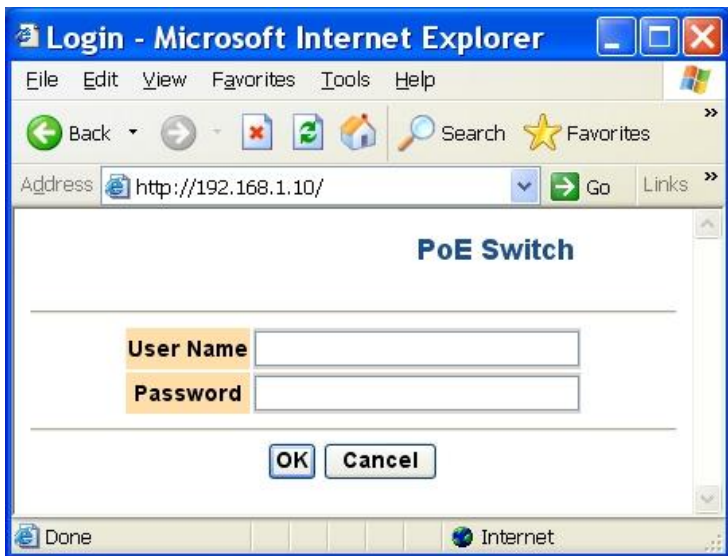 Login - Microsoft Internet Explorer
File Edit View Favorites Tools Help
Back Search Favorites »
Address http://192.168.1.10/ Go Links »
PoE Switch
User Name
Password
OK Cancel
Done Internet